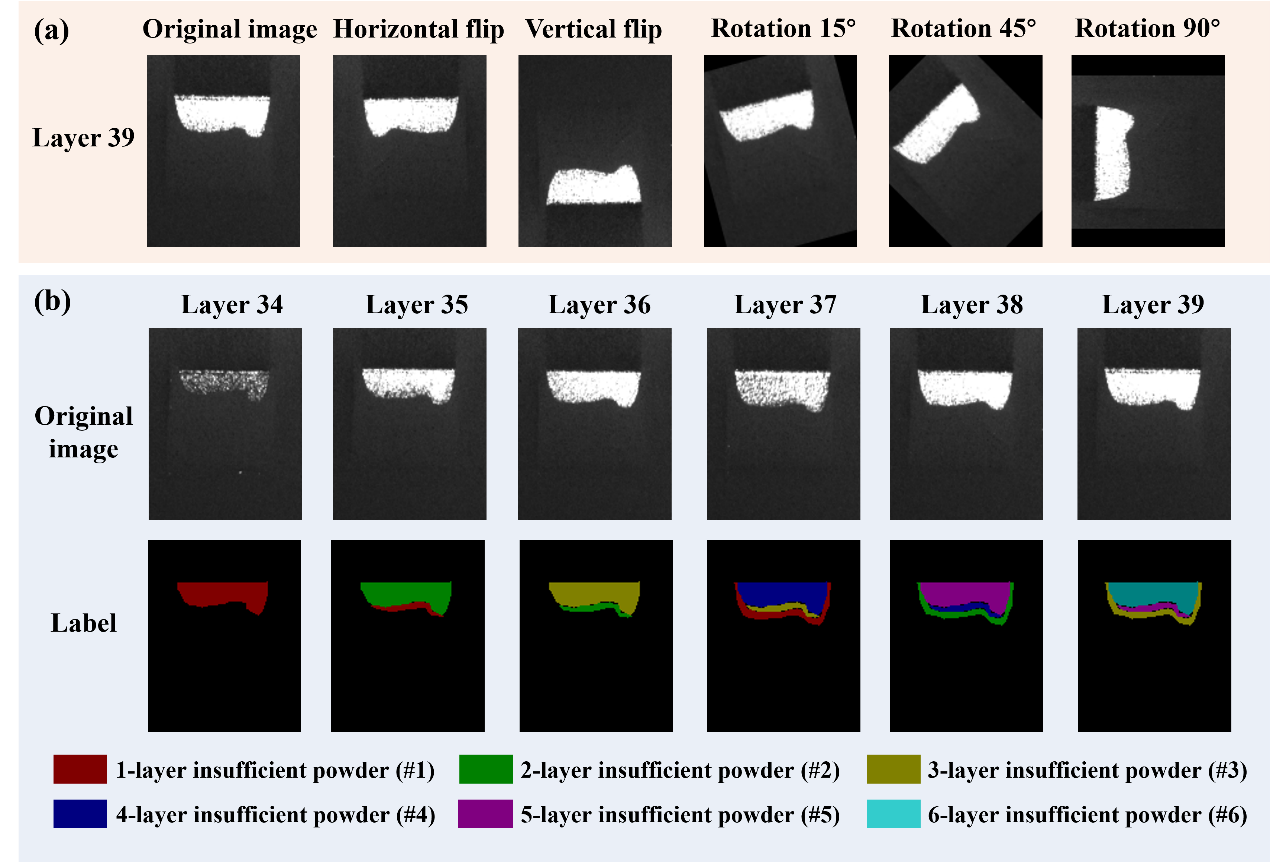 (a)
Original image Horizontal flip Vertical flip Rotation 15° Rotation 45° Rotation 90°
Layer 39
(b)
Layer 34 Layer 35 Layer 36 Layer 37 Layer 38 Layer 39
Original
image
Label
1-layer insufficient powder (#1) 2-layer insufficient powder (#2) 3-layer insufficient powder (#3)
4-layer insufficient powder (#4) 5-layer insufficient powder (#5) 6-layer insufficient powder (#6)